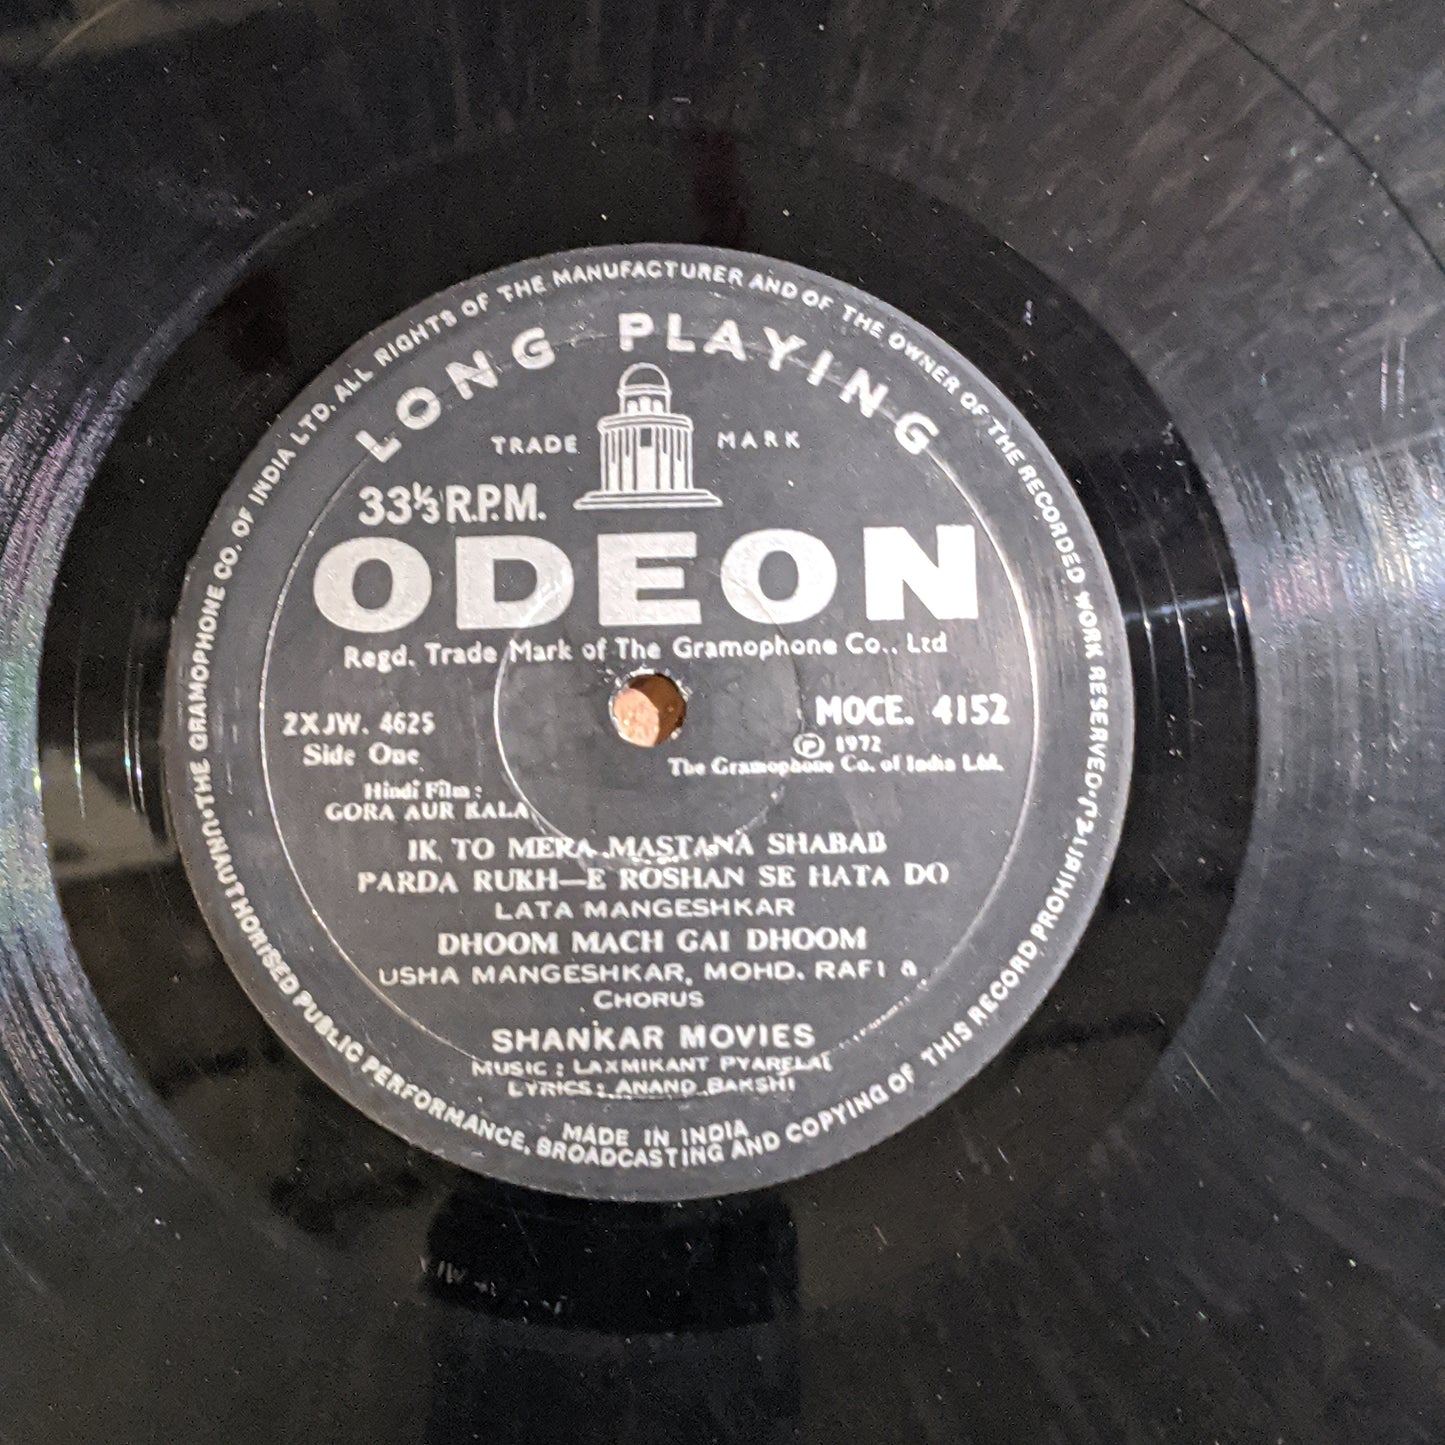 •THE GRAMOPHONE CO. OF INDIA LTD. ALL RIGHTS OF THE MANUFACTURER AND OF THE OWNER OF THE RECORDED WORK RESERVED•
UNAUTHORISED PUBLIC PERFORMANCE, BROADCASTING AND COPYING OF THIS RECORD PROHIBITED
LONG PLAYING
TRADE MARK
33⅓ R.P.M.
ODEON
Regd. Trade Mark of The Gramophone Co., Ltd
2XJW. 4625
Side One
MOCE. 4152
℗ 1972
The Gramophone Co. of India Ltd.
Hindi Film :
GORA AUR KALA
IK TO MERA MASTANA SHABAB
PARDA RUKH—E ROSHAN SE HATA DO
LATA MANGESHKAR
DHOOM MACH GAI DHOOM
USHA MANGESHKAR, MOHD. RAFI &
CHORUS
SHANKAR MOVIES
MUSIC : LAXMIKANT PYARELAL
LYRICS : ANAND BAKSHI
MADE IN INDIA